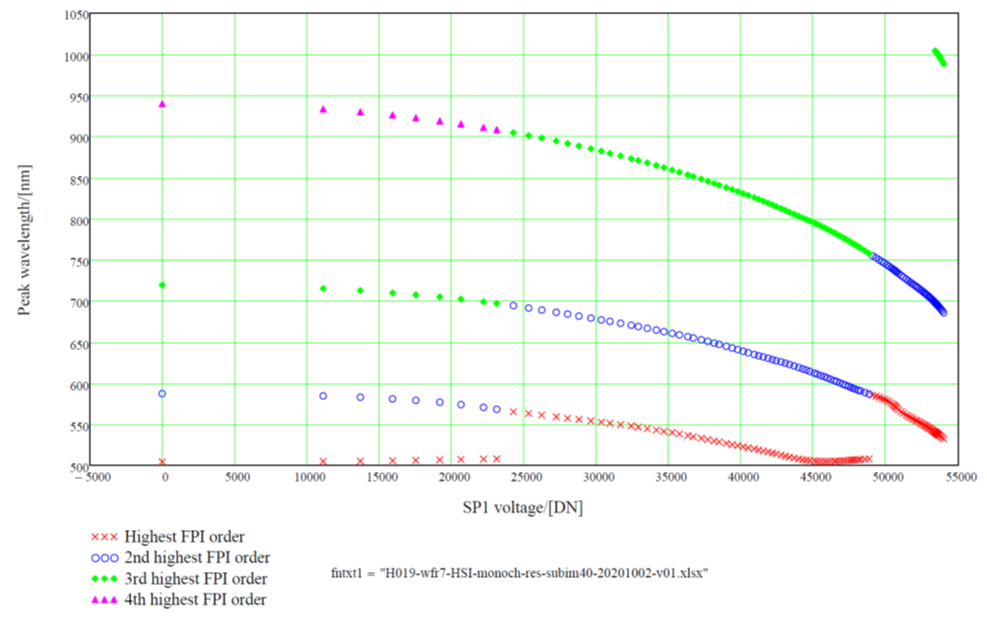 1050
1000
950
900
850
800
750
700
650
600
550
500
Peak wavelength/[nm]
−5000 0 5000 10000 15000 20000 25000 30000 35000 40000 45000 50000 55000
SP1 voltage/[DN]
××× Highest FPI order
2nd highest FPI order
3rd highest FPI order
4th highest FPI order
fntxt1 = "H019-wfr7-HSI-monoch-res-subim40-20201002-v01.xlsx"